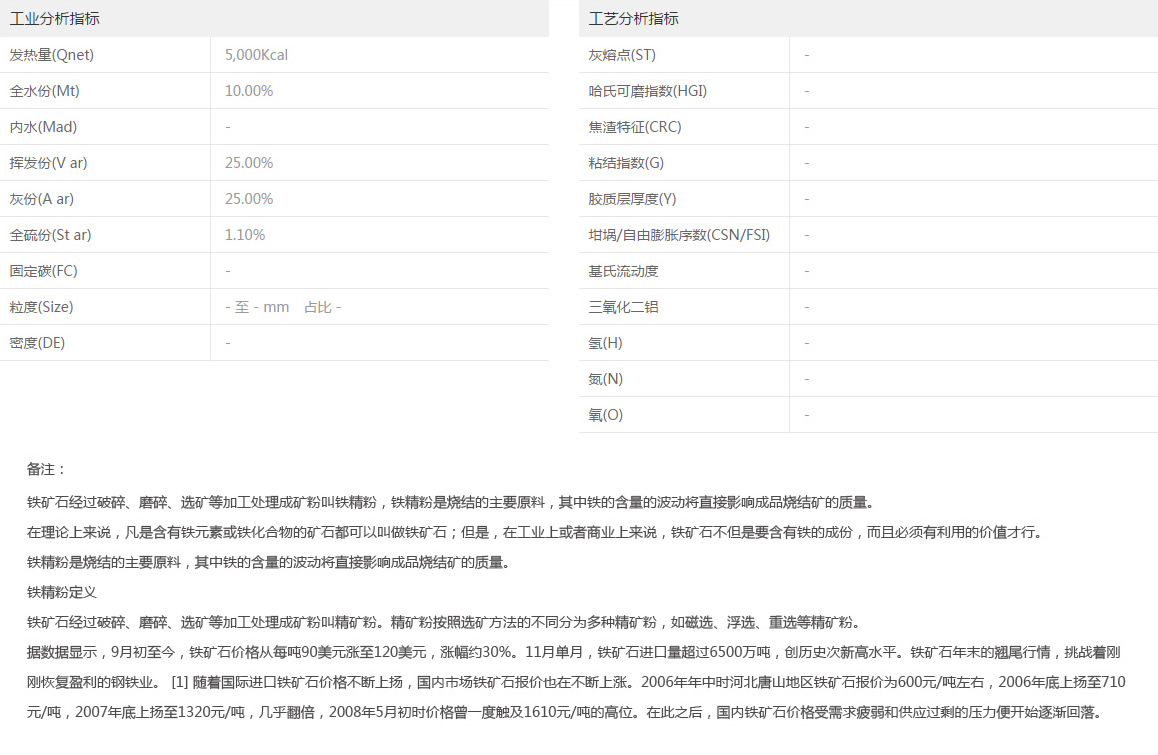 工业分析指标
发热量(Qnet) 5,000Kcal
全水份(Mt) 10.00%
内水(Mad) -
挥发份(V ar) 25.00%
灰份(A ar) 25.00%
全硫份(St ar) 1.10%
固定碳(FC) -
粒度(Size) - 至 - mm 占比 -
密度(DE) -
工艺分析指标
灰熔点(ST) -
哈氏可磨指数(HGI) -
焦渣特征(CRC) -
粘结指数(G) -
胶质层厚度(Y) -
坩埚/自由膨胀序数(CSN/FSI) -
基氏流动度 -
三氧化二铝 -
氢(H) -
氮(N) -
氧(O) -
备注：
铁矿石经过破碎、磨碎、选矿等加工处理成矿粉叫铁精粉，铁精粉是烧结的主要原料，其中铁的含量的波动将直接影响成品烧结矿的质量。
在理论上来说，凡是含有铁元素或铁化合物的矿石都可以叫做铁矿石；但是，在工业上或者商业上来说，铁矿石不但是要含有铁的成份，而且必须有利用的价值才行。
铁精粉是烧结的主要原料，其中铁的含量的波动将直接影响成品烧结矿的质量。
铁精粉定义
铁矿石经过破碎、磨碎、选矿等加工处理成矿粉叫精矿粉。精矿粉按照选矿方法的不同分为多种精矿粉，如磁选、浮选、重选等精矿粉。
据数据显示，9月初至今，铁矿石价格从每吨90美元涨至120美元，涨幅约30%。11月单月，铁矿石进口量超过6500万吨，创历史次新高水平。铁矿石年末的翘尾行情，挑战着刚
刚恢复盈利的钢铁业。 [1] 随着国际进口铁矿石价格不断上扬，国内市场铁矿石报价也在不断上涨。2006年年中时河北唐山地区铁矿石报价为600元/吨左右，2006年底上扬至710
元/吨，2007年底上扬至1320元/吨，几乎翻倍，2008年5月初时价格曾一度触及1610元/吨的高位。在此之后，国内铁矿石价格受需求疲弱和供应过剩的压力便开始逐渐回落。